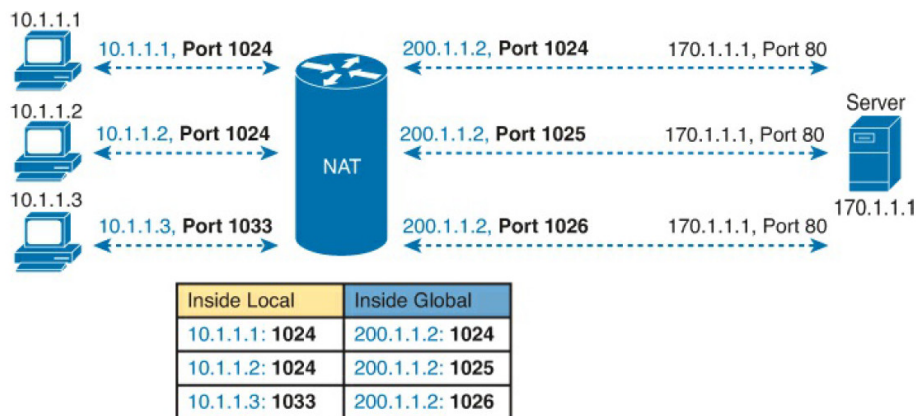 10.1.1.1
10.1.1.1, Port 1024
200.1.1.2, Port 1024
170.1.1.1, Port 80
10.1.1.2
Server
10.1.1.2, Port 1024
200.1.1.2, Port 1025
170.1.1.1, Port 80
NAT
10.1.1.3
170.1.1.1
10.1.1.3, Port 1033
200.1.1.2, Port 1026
170.1.1.1, Port 80
Inside Local Inside Global
10.1.1.1: 1024 200.1.1.2: 1024
10.1.1.2: 1024 200.1.1.2: 1025
10.1.1.3: 1033 200.1.1.2: 1026